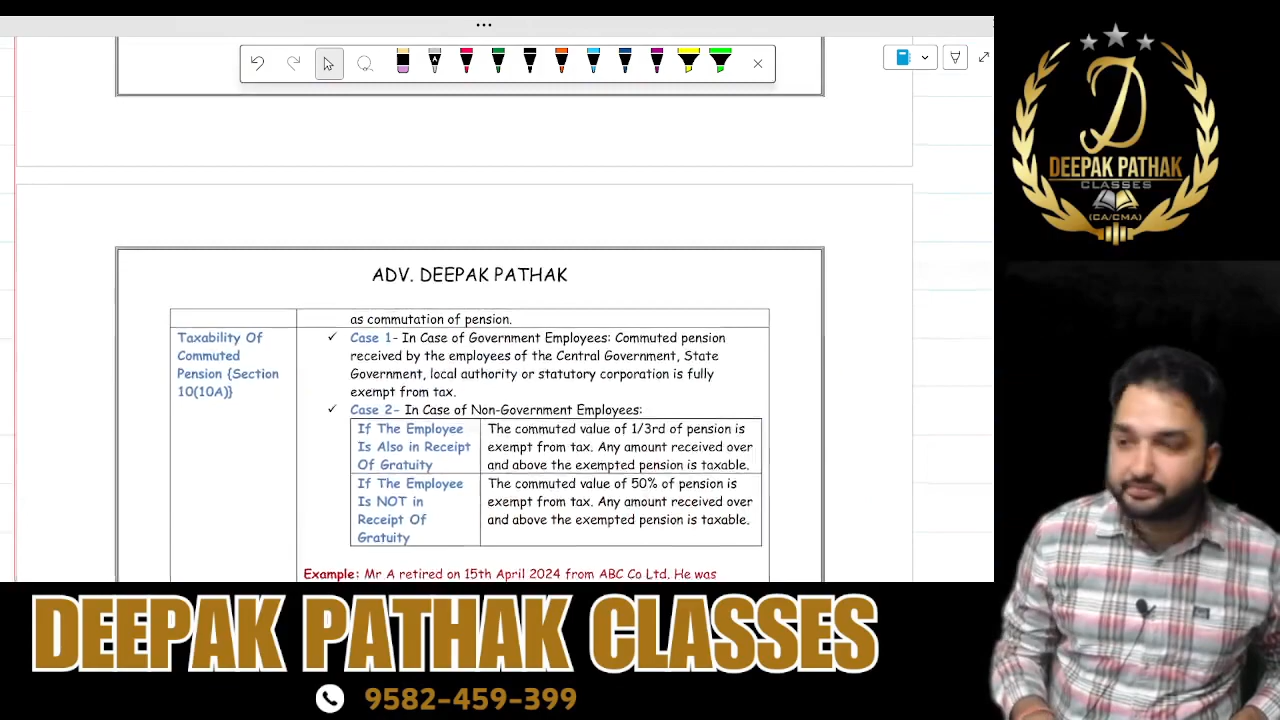 ADV. DEEPAK PATHAK
as commutation of pension.
Taxability Of
Commuted
Pension {Section
10(10A)}
✓ Case 1- In Case of Government Employees: Commuted pension
received by the employees of the Central Government, State
Government, local authority or statutory corporation is fully
exempt from tax.
✓ Case 2- In Case of Non-Government Employees:
If The Employee
Is Also in Receipt
Of Gratuity
The commuted value of 1/3rd of pension is
exempt from tax. Any amount received over
and above the exempted pension is taxable.
If The Employee
Is NOT in
Receipt Of
Gratuity
The commuted value of 50% of pension is
exempt from tax. Any amount received over
and above the exempted pension is taxable.
Example: Mr A retired on 15th April 2024 from ABC Co Ltd. He was
D
DEEPAK PATHAK
CLASSES
(CA/CMA)
DEEPAK PATHAK CLASSES
9582-459-399